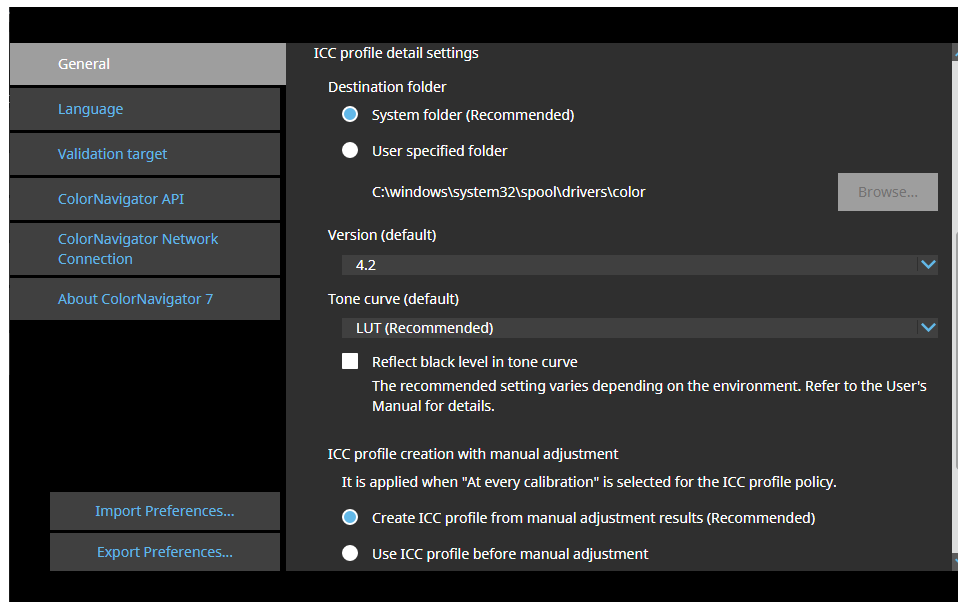 General
Language
Validation target
ColorNavigator API
ColorNavigator Network
Connection
About ColorNavigator 7
Import Preferences...
Export Preferences...
ICC profile detail settings
Destination folder
System folder (Recommended)
User specified folder
C:\windows\system32\spool\drivers\color
Browse...
Version (default)
4.2
Tone curve (default)
LUT (Recommended)
Reflect black level in tone curve
The recommended setting varies depending on the environment. Refer to the User's
Manual for details.
ICC profile creation with manual adjustment
It is applied when "At every calibration" is selected for the ICC profile policy.
Create ICC profile from manual adjustment results (Recommended)
Use ICC profile before manual adjustment